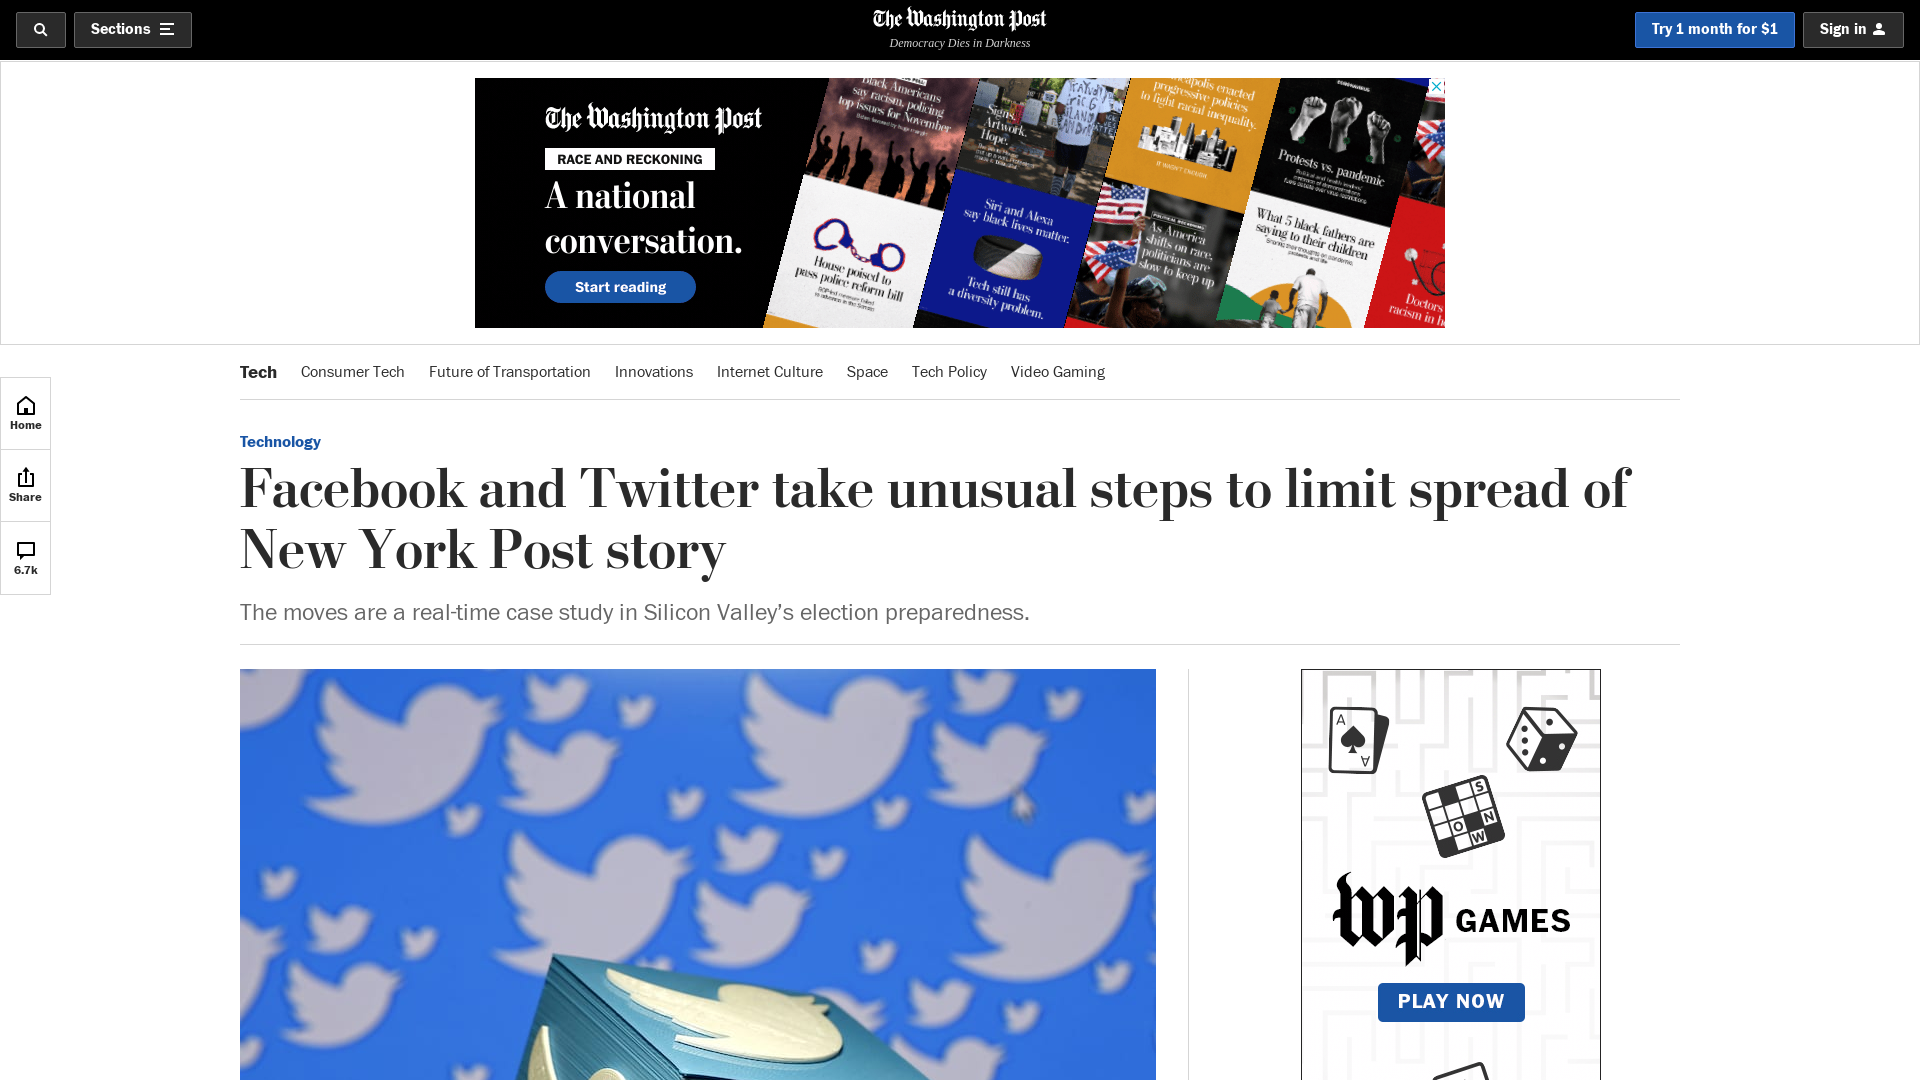 Sections
The Washington Post
Democracy Dies in Darkness
Try 1 month for $1
Sign in
The Washington Post
RACE AND RECKONING
A national
conversation.
Start reading
Black Americans
say racism, policing
top issues for November
Signs.
Artwork.
Hope.
progressive policies
to fight racial inequality.
IT WASN'T ENOUGH.
CORONAVIRUS
Protests vs. pandemic
House poised to
pass police reform bill
Siri and Alexa
say black lives matter.
Tech still has
a diversity problem.
As America
shifts on race,
politicians are
slow to keep up
What 5 black fathers are
saying to their children
Doctors
racism in
Tech
Consumer Tech
Future of Transportation
Innovations
Internet Culture
Space
Tech Policy
Video Gaming
Home
Share
6.7k
Technology
Facebook and Twitter take unusual steps to limit spread of
New York Post story
The moves are a real-time case study in Silicon Valley’s election preparedness.
A
A
S
O
N
W
wp GAMES
PLAY NOW